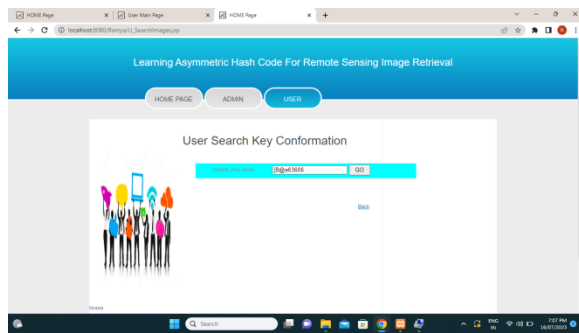 HOME Page
User Main Page
HOME Page
localhost:8080/Ramya/U_SearchImages.jsp
Learning Asymmetric Hash Code For Remote Sensing Image Retrieval
HOME PAGE ADMIN USER
User Search Key Conformation
[B@e63606 GO
Back
Home
Search
ENG 7:07 PM
IN 16/07/2023